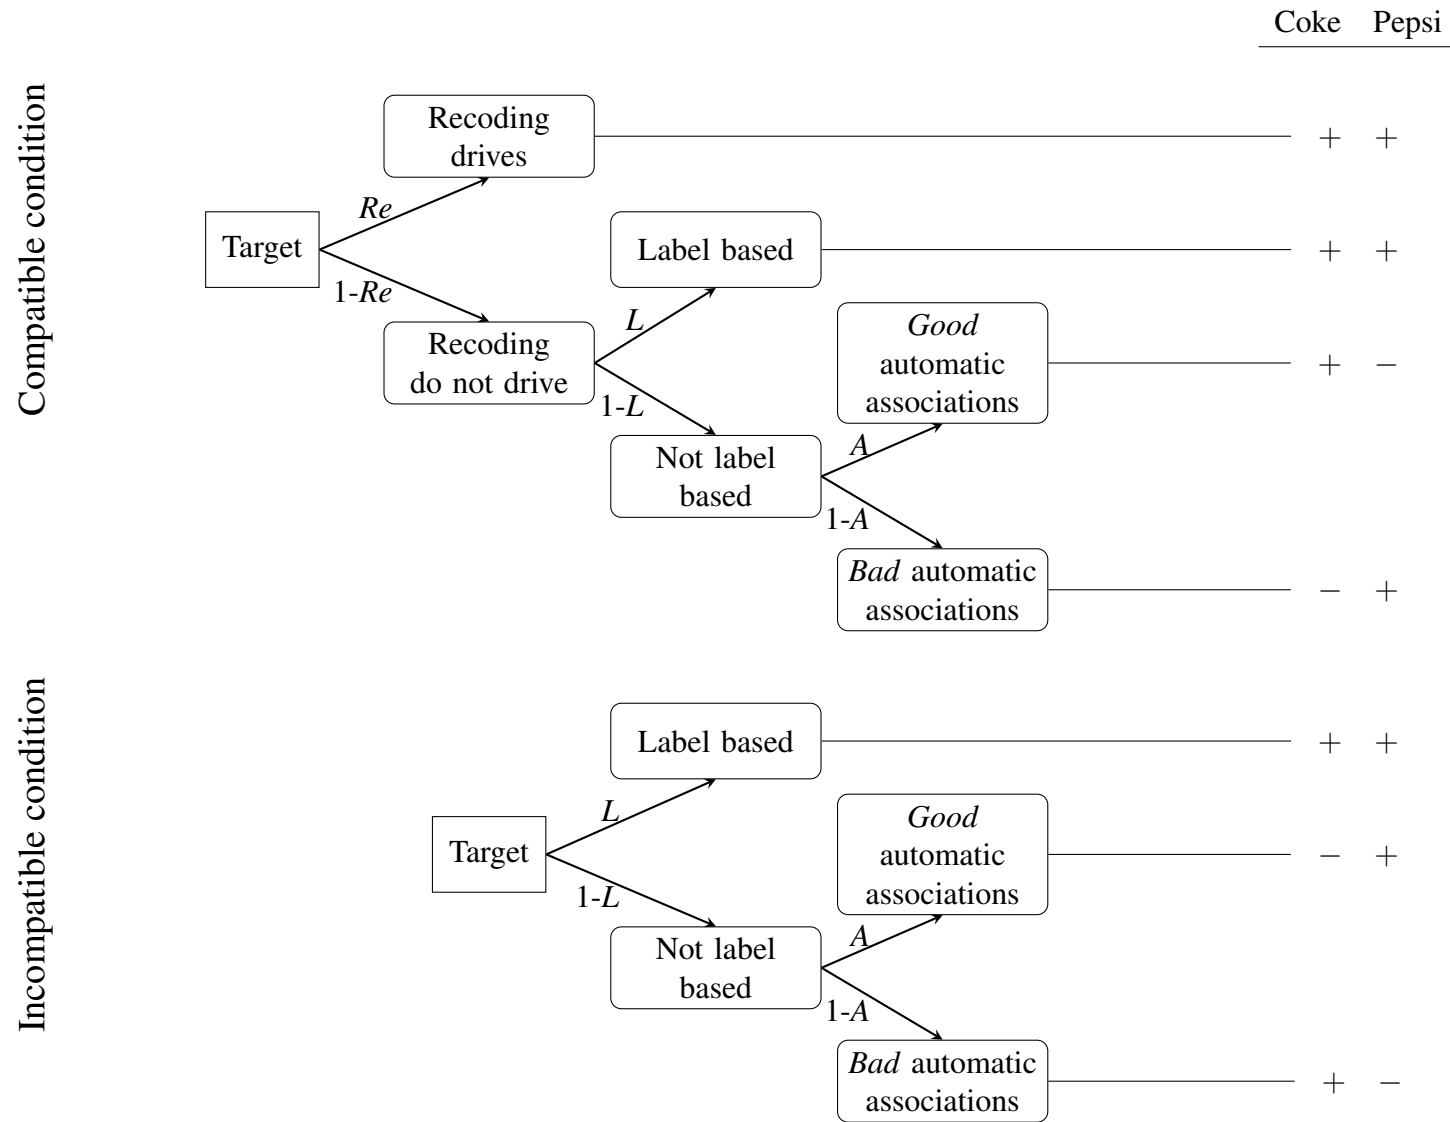 Coke Pepsi
Compatible condition
Recoding
drives
+ +
Re
Target
Label based
+ +
1-Re
L
Recoding
do not drive
Good
automatic
associations
+ −
1-L
Not label
based
A
1-A
Bad automatic
associations
− +
Incompatible condition
Label based
+ +
L
Target
Good
automatic
associations
− +
1-L
Not label
based
A
1-A
Bad automatic
associations
+ −